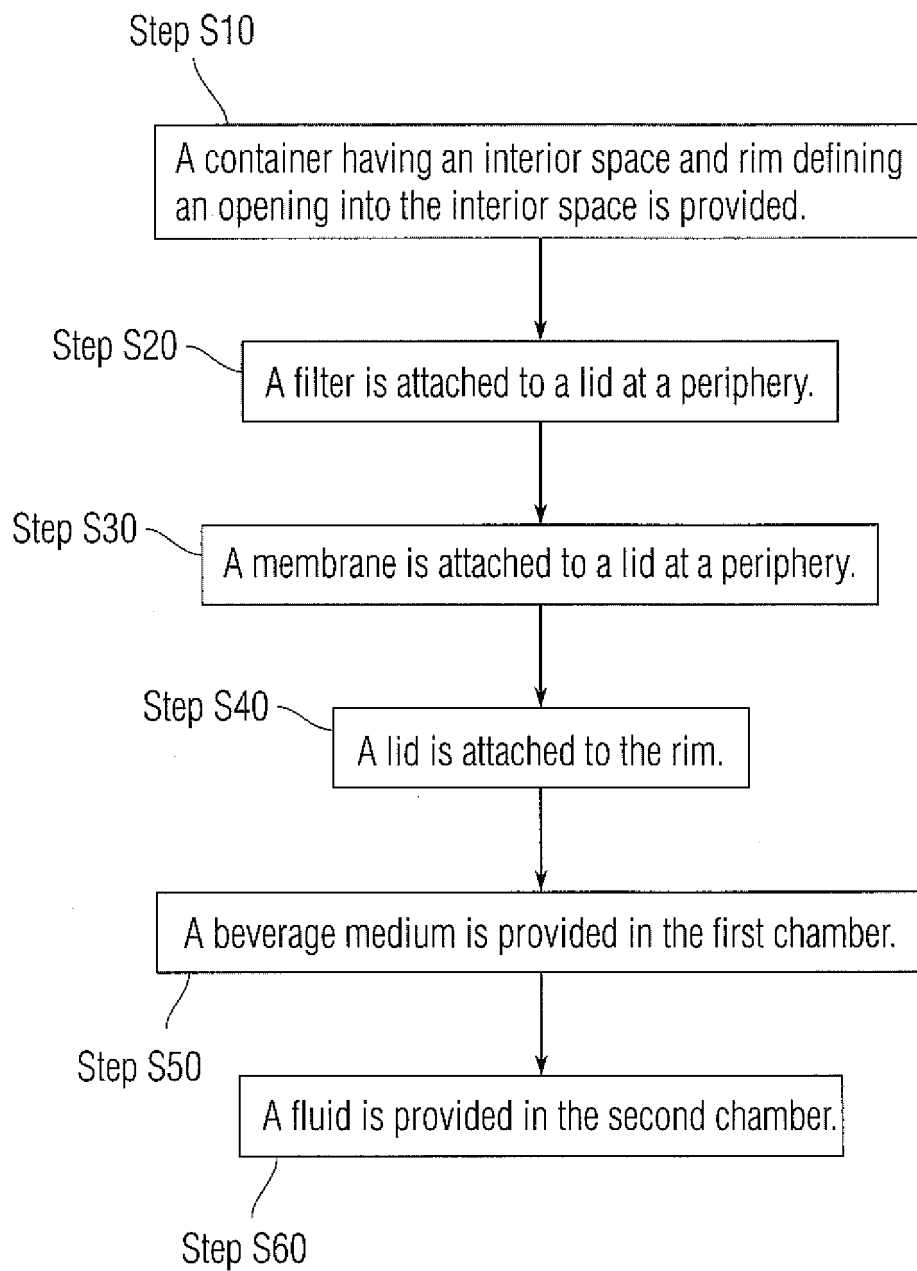 Step S10
A container having an interior space and rim defining
an opening into the interior space is provided.
Step S20
A filter is attached to a lid at a periphery.
Step S30
A membrane is attached to a lid at a periphery.
Step S40
A lid is attached to the rim.
A beverage medium is provided in the first chamber.
Step S50
A fluid is provided in the second chamber.
Step S60